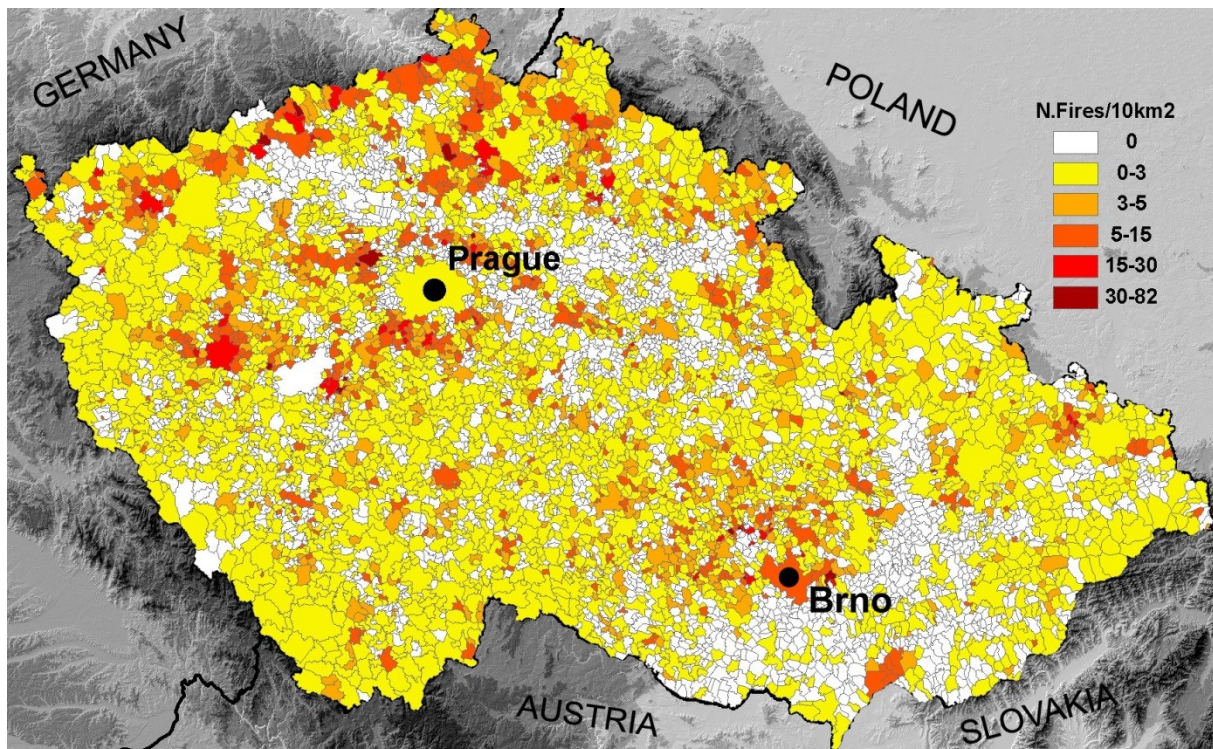 GERMANY
POLAND
N.Fires/10km2
0
0-3
3-5
5-15
15-30
30-82
Prague
Brno
AUSTRIA
SLOVAKIA